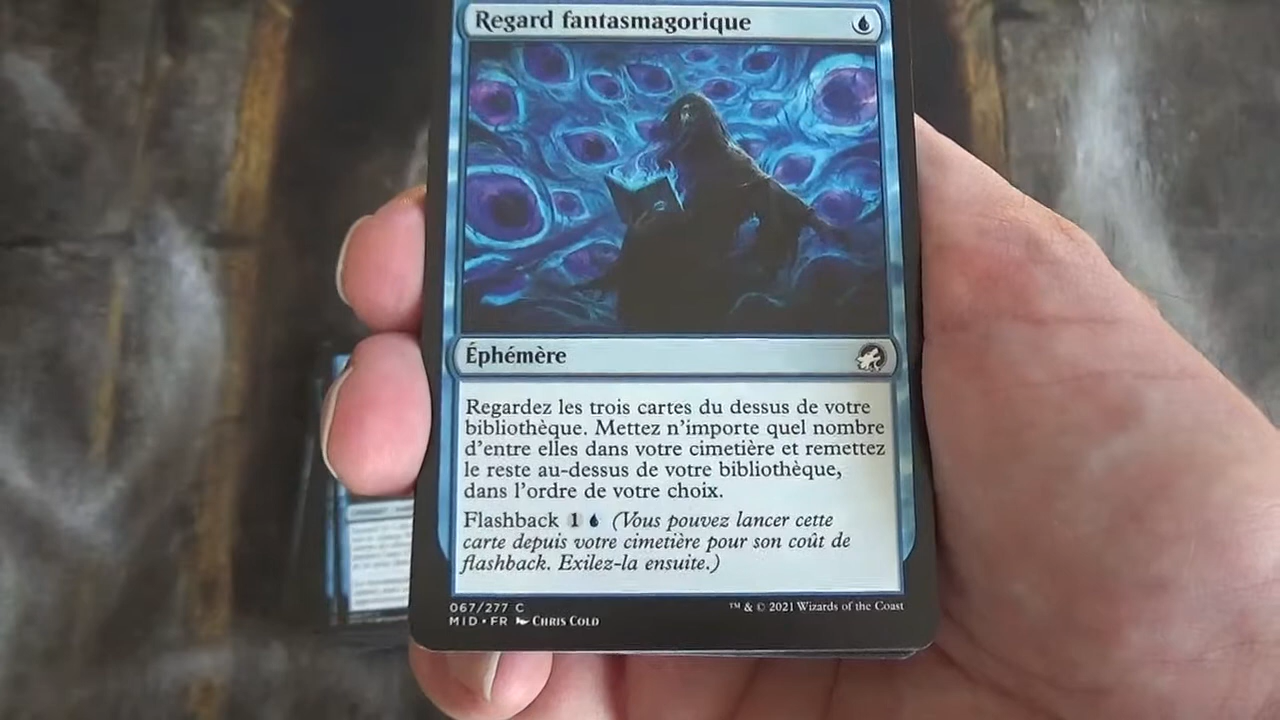 Regard fantasmagorique
Éphémère
Regardez les trois cartes du dessus de votre
bibliothèque. Mettez n'importe quel nombre
d'entre elles dans votre cimetière et remettez
le reste au-dessus de votre bibliothèque,
dans l'ordre de votre choix.
Flashback 1 (Vous pouvez lancer cette
carte depuis votre cimetière pour son coût de
flashback. Exilez-la ensuite.)
067/277 C
™ & © 2021 Wizards of the Coast
MID • FR Chris Cold